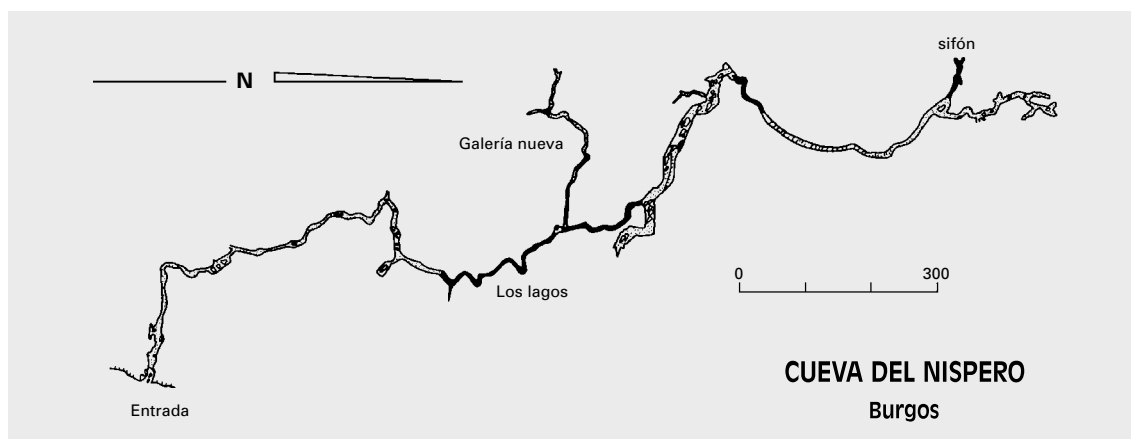 sifón
N
Galería nueva
Los lagos
0 300
CUEVA DEL NISPERO
Burgos
Entrada